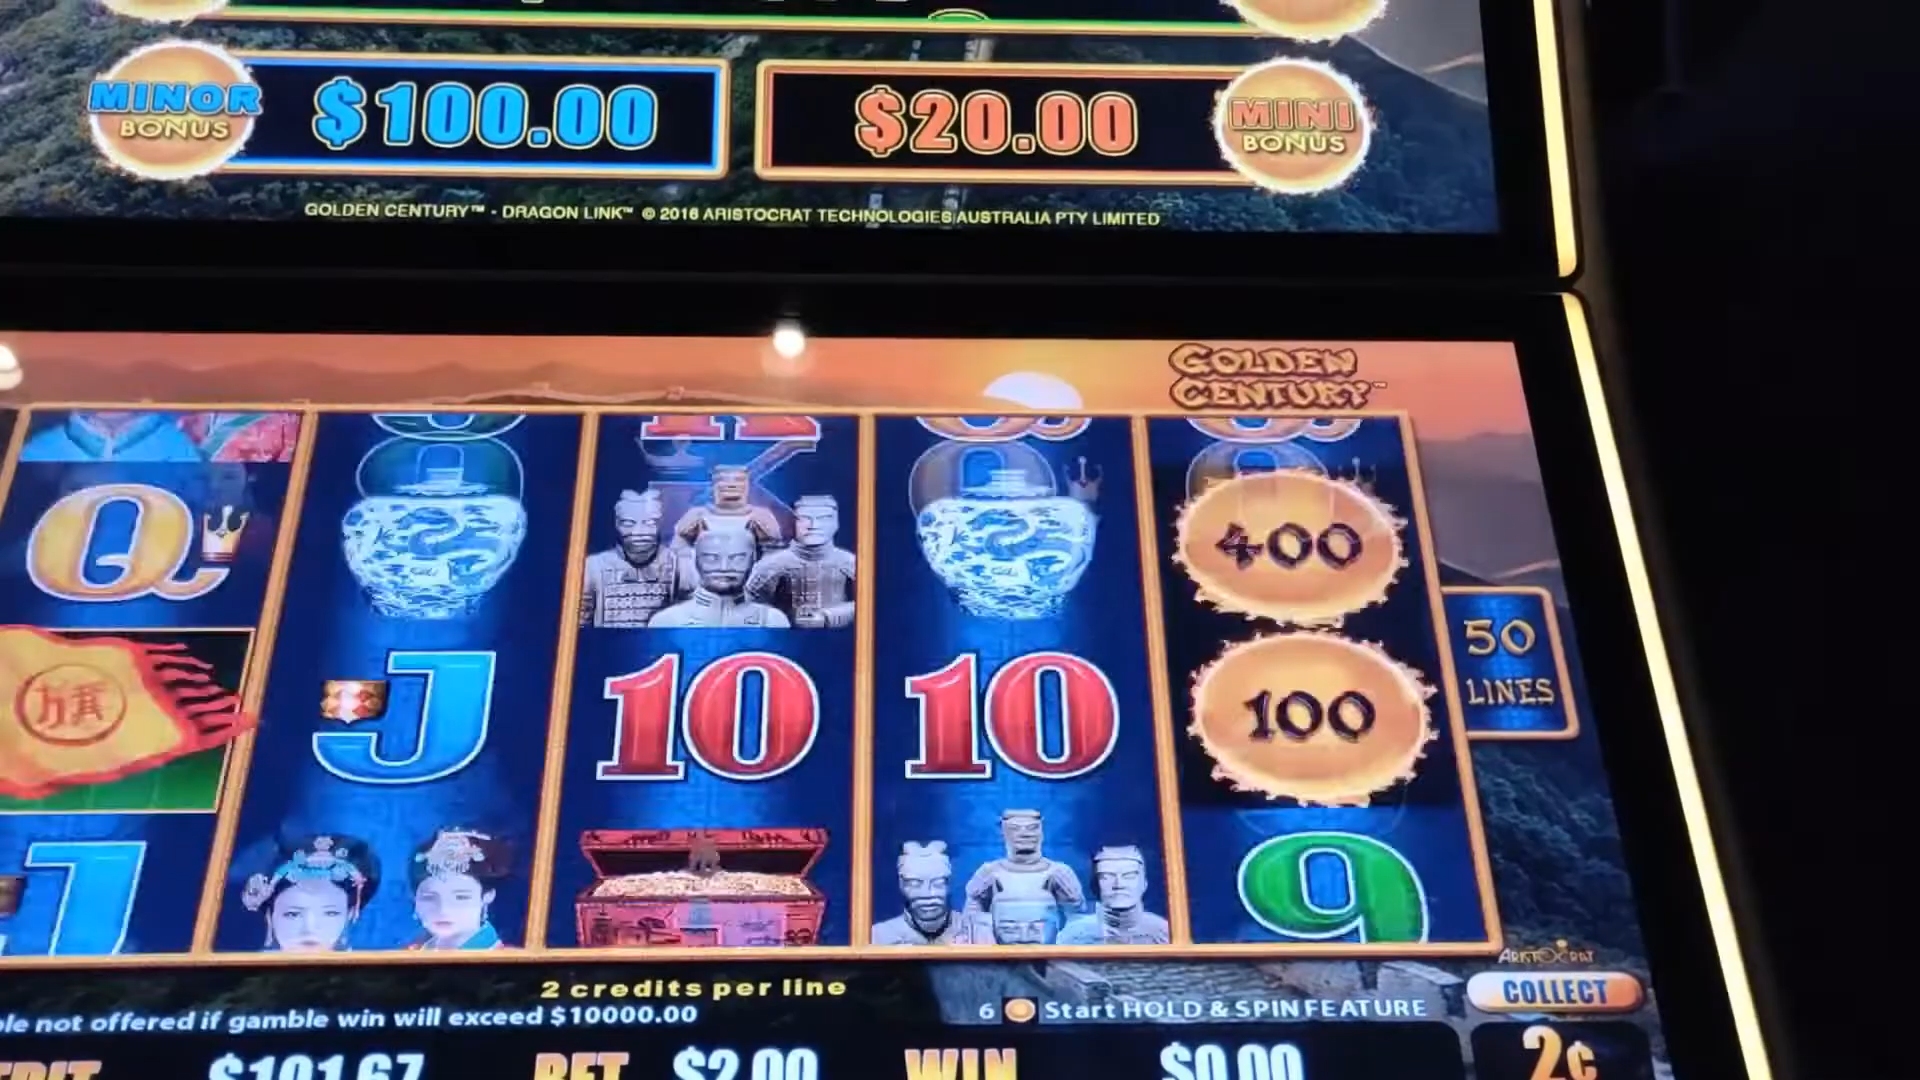 MINOR
BONUS
$100.00
$20.00
MINI
BONUS
GOLDEN CENTURY™ - DRAGON LINK™ © 2016 ARISTOCRAT TECHNOLOGIES AUSTRALIA PTY LIMITED
GOLDEN
CENTURY™
K
Q
400
50
LINES
J
10
10
100
J
9
ARISTOCRAT
2 credits per line
COLLECT
not offered if gamble win will exceed $10000.00
6 Start HOLD & SPIN FEATURE
$101.67
BET
$2.00
WIN
$0.00
2¢